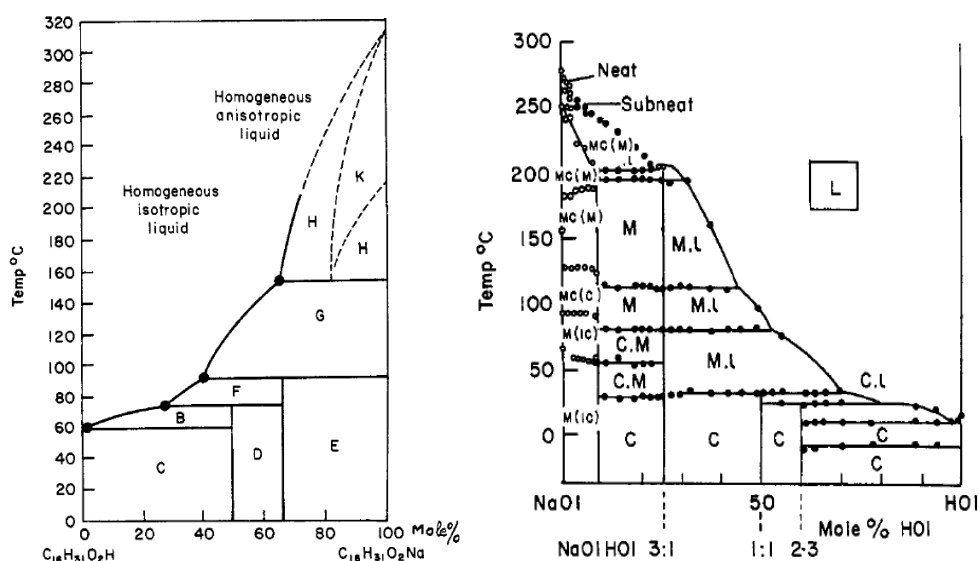 320
300
280
260
240
220
200
180
160
140
120
100
80
60
40
20
0
Temp °C
Homogeneous
anisotropic
liquid
Homogeneous
isotropic
liquid
K
H
H
G
F
B
C
D
E
0 20 40 60 80 100 Mole%
C₁₆H₃₁O₂H C₁₆H₃₁O₂Na
300
250
200
150
100
50
0
Temp °C
Neat
Subneat
MC(M)
.L
L
MC(M)
MC(M)
M
M.L
MC(C)
M
M.L
M(IC)
C.M
M.L
C.M
C.L
M(IC)
C
C
C
C
C
NaOl 50 HOl
Mole % HOl
NaOl HOl 3:1 1:1 2-3